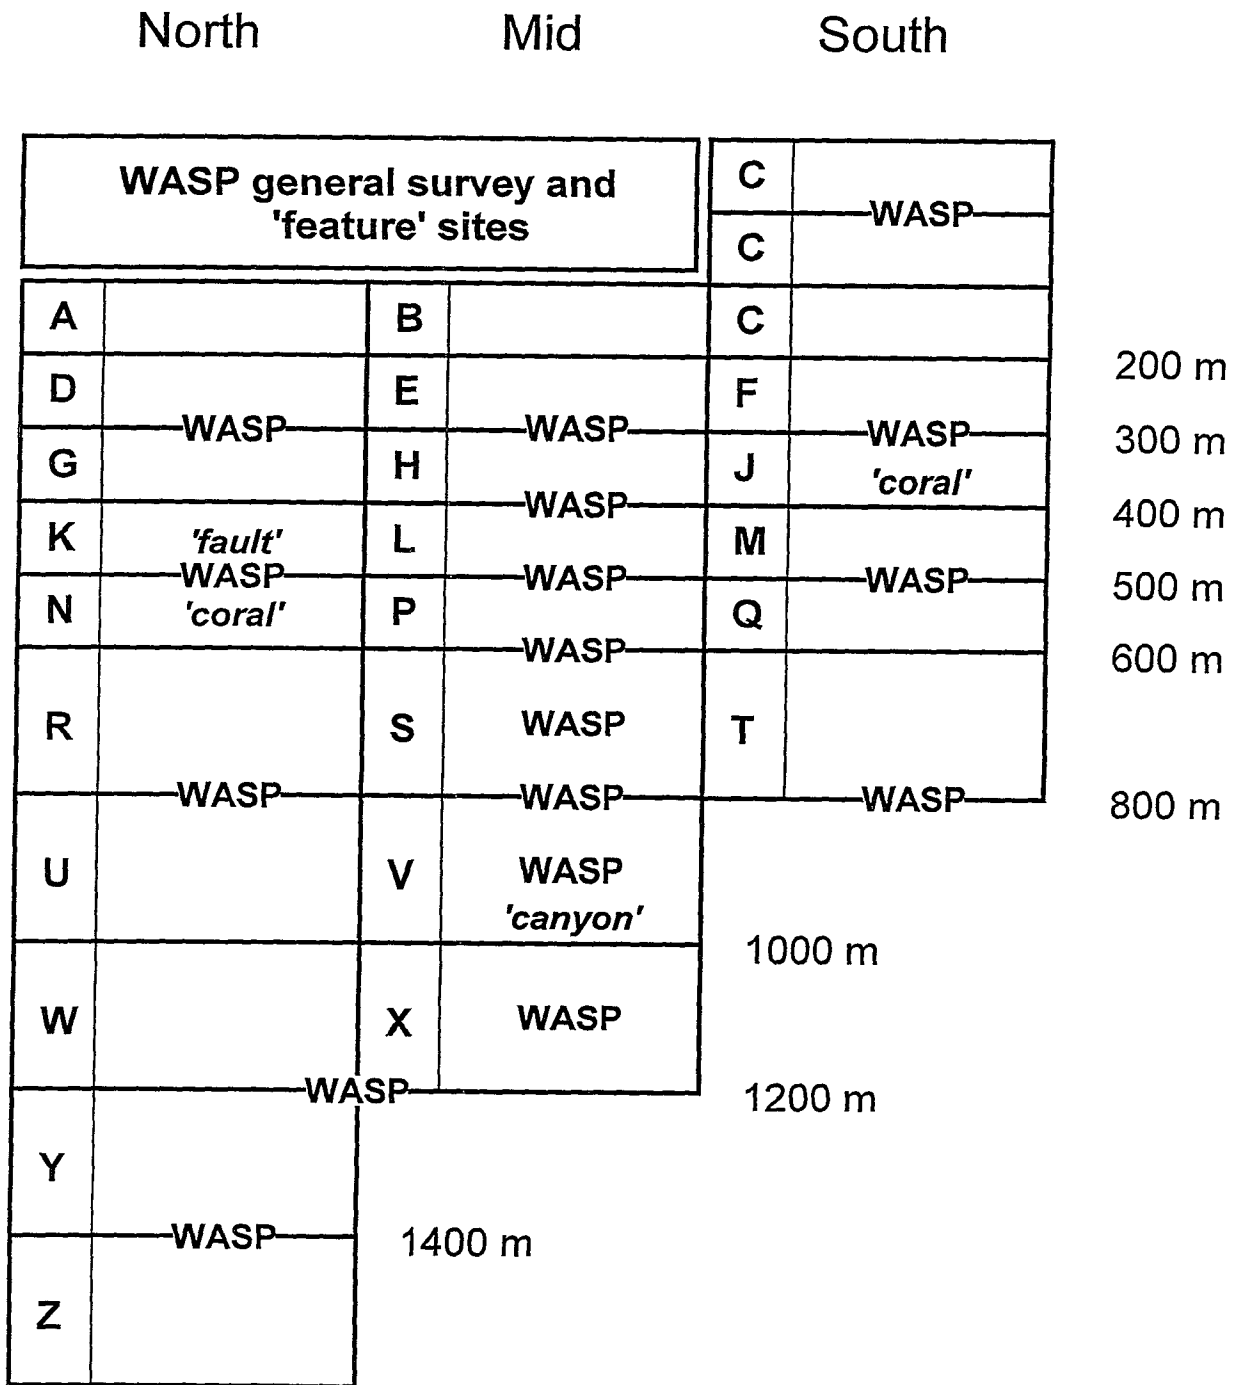 North Mid South
WASP general survey and
'feature' sites
C
WASP
C
A B C
200 m
D E F
WASP WASP WASP 300 m
G H J 'coral'
WASP 400 m
K 'fault' L M
WASP WASP WASP 500 m
N 'coral' P Q
WASP 600 m
R S WASP T
WASP WASP WASP 800 m
U V WASP
'canyon'
1000 m
W X WASP
WASP 1200 m
Y
WASP 1400 m
Z